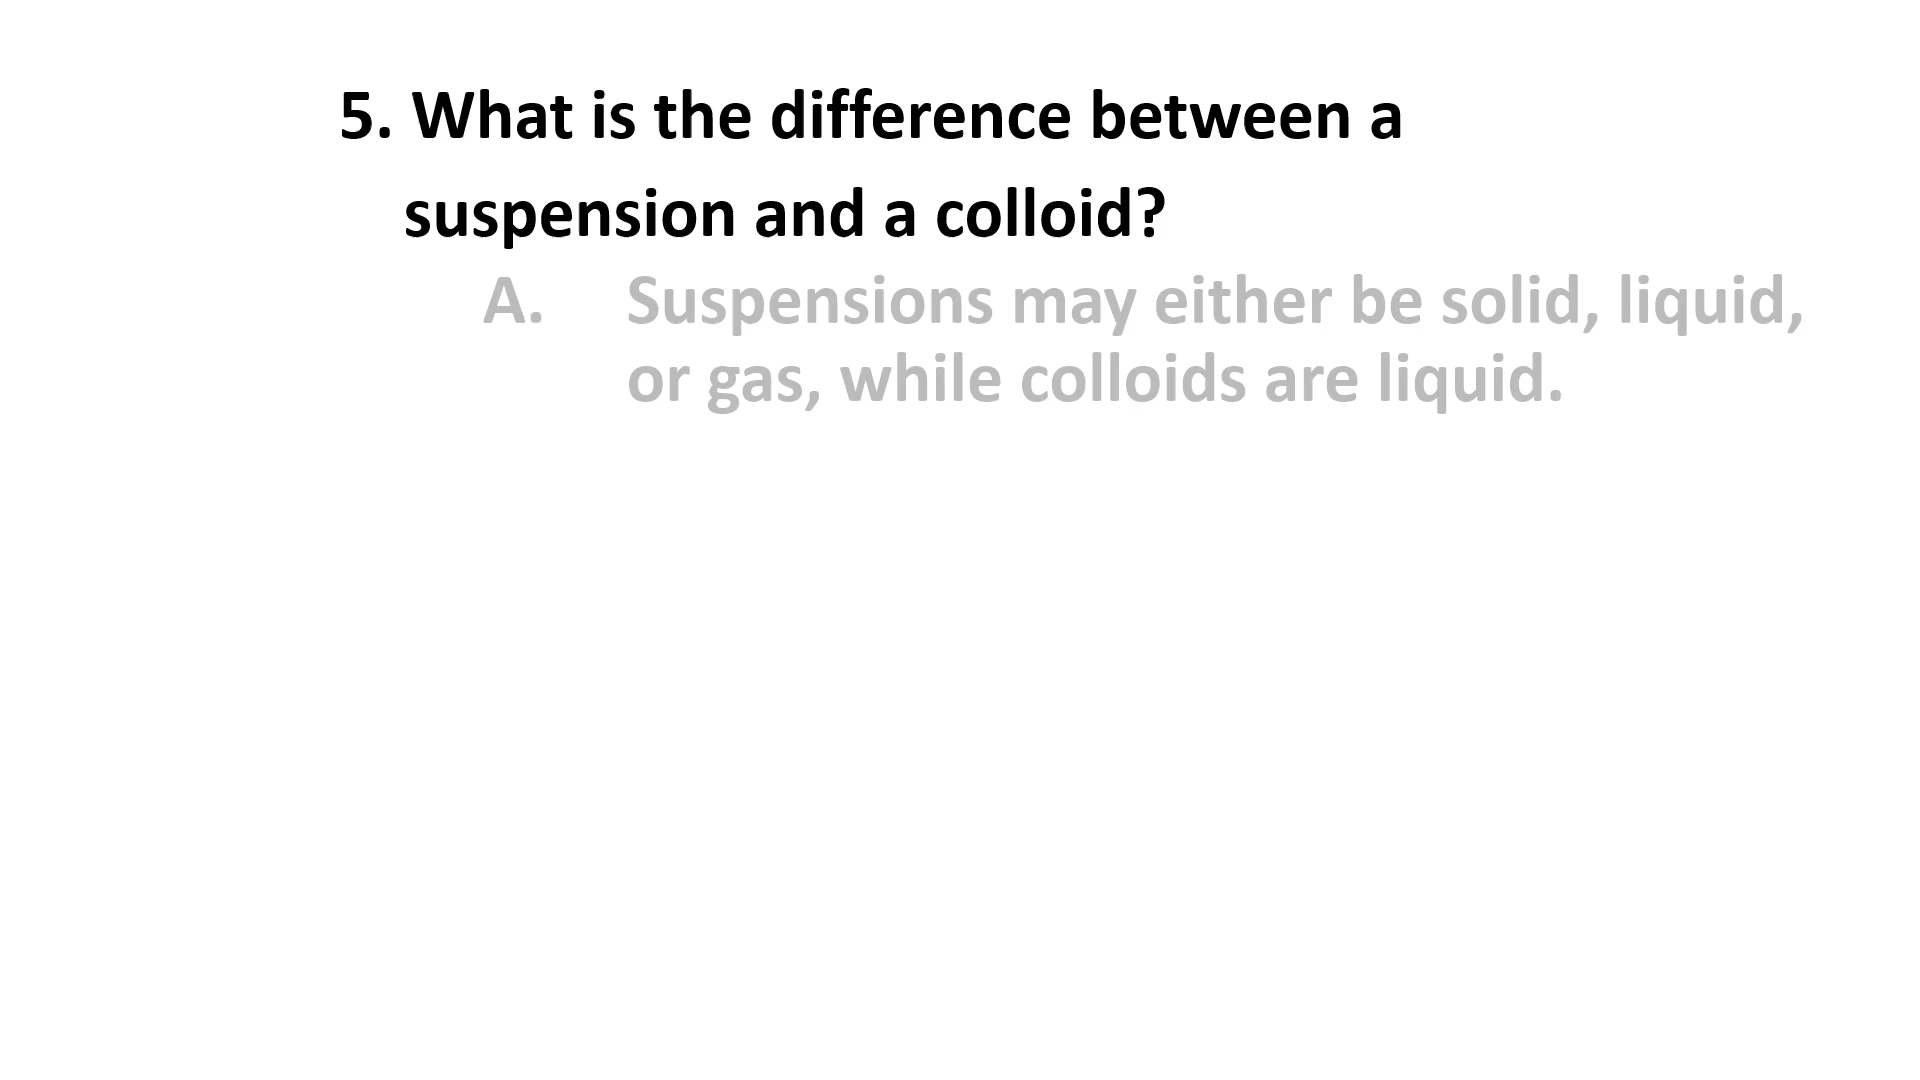 5. What is the difference between a
suspension and a colloid?
A. Suspensions may either be solid, liquid,
or gas, while colloids are liquid.